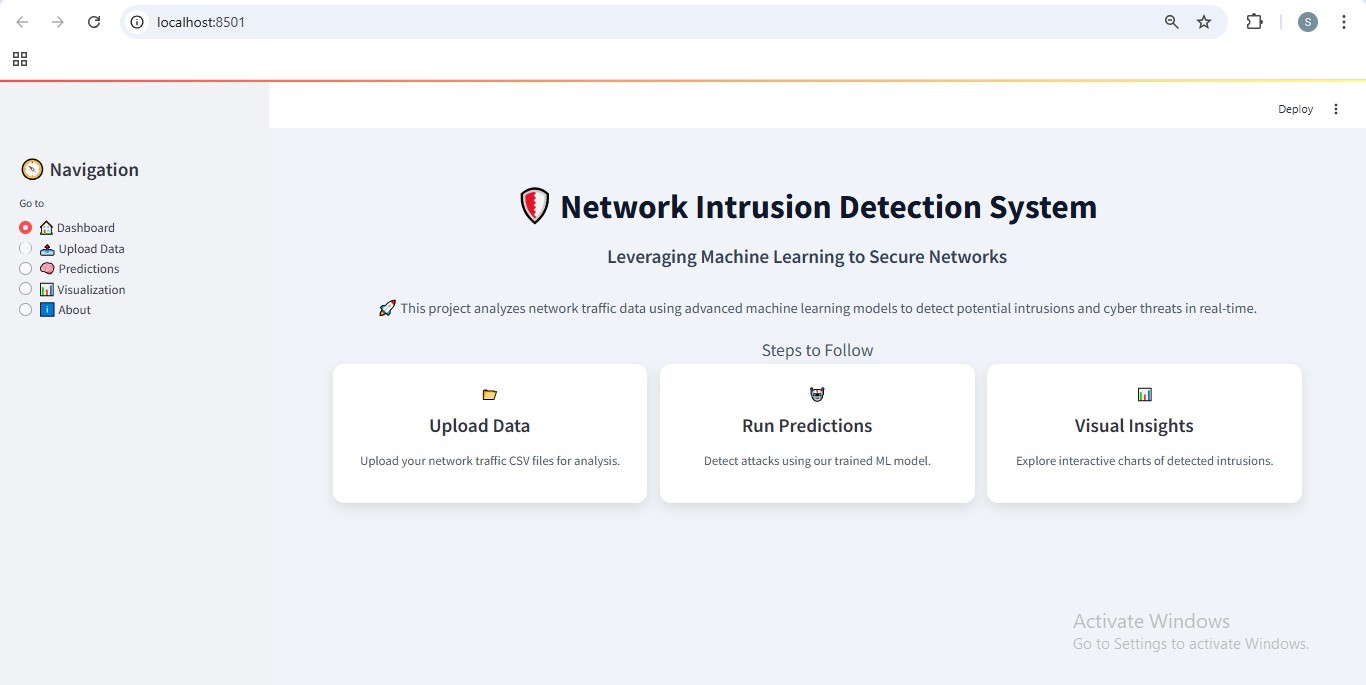 localhost:8501
S
Deploy
Navigation
Go to
Dashboard
Upload Data
Predictions
Visualization
About
Network Intrusion Detection System
Leveraging Machine Learning to Secure Networks
This project analyzes network traffic data using advanced machine learning models to detect potential intrusions and cyber threats in real-time.
Steps to Follow
Upload Data
Upload your network traffic CSV files for analysis.
Run Predictions
Detect attacks using our trained ML model.
Visual Insights
Explore interactive charts of detected intrusions.
Activate Windows
Go to Settings to activate Windows.